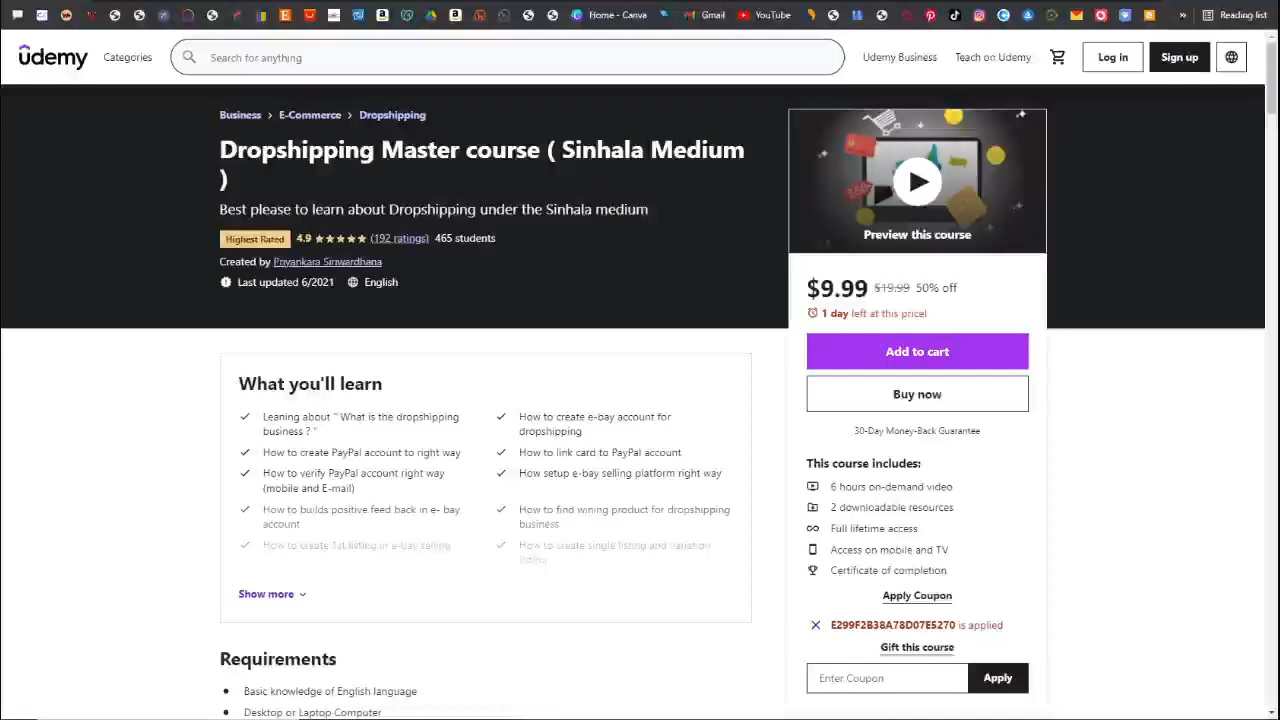 Home - Canva
Gmail
YouTube
»
Reading list
udemy
Categories
Search for anything
Udemy Business
Teach on Udemy
Log in
Sign up
Business > E-Commerce > Dropshipping
Dropshipping Master course ( Sinhala Medium
)
Best please to learn about Dropshipping under the Sinhala medium
Highest Rated 4.9 (192 ratings) 465 students
Created by Priyankara Siriwardhana
Last updated 6/2021 English
Preview this course
$9.99 $19.99 50% off
1 day left at this price!
Add to cart
Buy now
30-Day Money-Back Guarantee
This course includes:
6 hours on-demand video
2 downloadable resources
Full lifetime access
Access on mobile and TV
Certificate of completion
Apply Coupon
E299F2B38A78D07E5270 is applied
Gift this course
Enter Coupon
Apply
What you'll learn
Leaning about " What is the dropshipping
business ? "
How to create PayPal account to right way
How to verify PayPal account right way
(mobile and E-mail)
How to builds positive feed back in e- bay
account
How to create 1st listing in e-bay selling
How to create e-bay account for
dropshipping
How to link card to PayPal account
How setup e-bay selling platform right way
How to find wining product for dropshipping
business
How to create single listing and variation
listing
Show more
Requirements
Basic knowledge of English language
Desktop or Laptop Computer